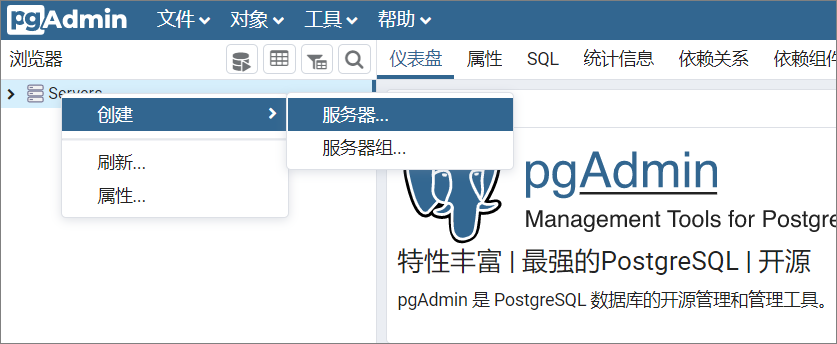 pgAdmin 文件 对象 工具 帮助
浏览器 仪表盘 属性 SQL 统计信息 依赖关系 依赖组件
Servers
创建 服务器...
服务器组...
刷新...
属性...
pgAdmin
Management Tools for Postgre
特性丰富 | 最强的PostgreSQL | 开源
pgAdmin 是 PostgreSQL 数据库的开源管理和管理工具。